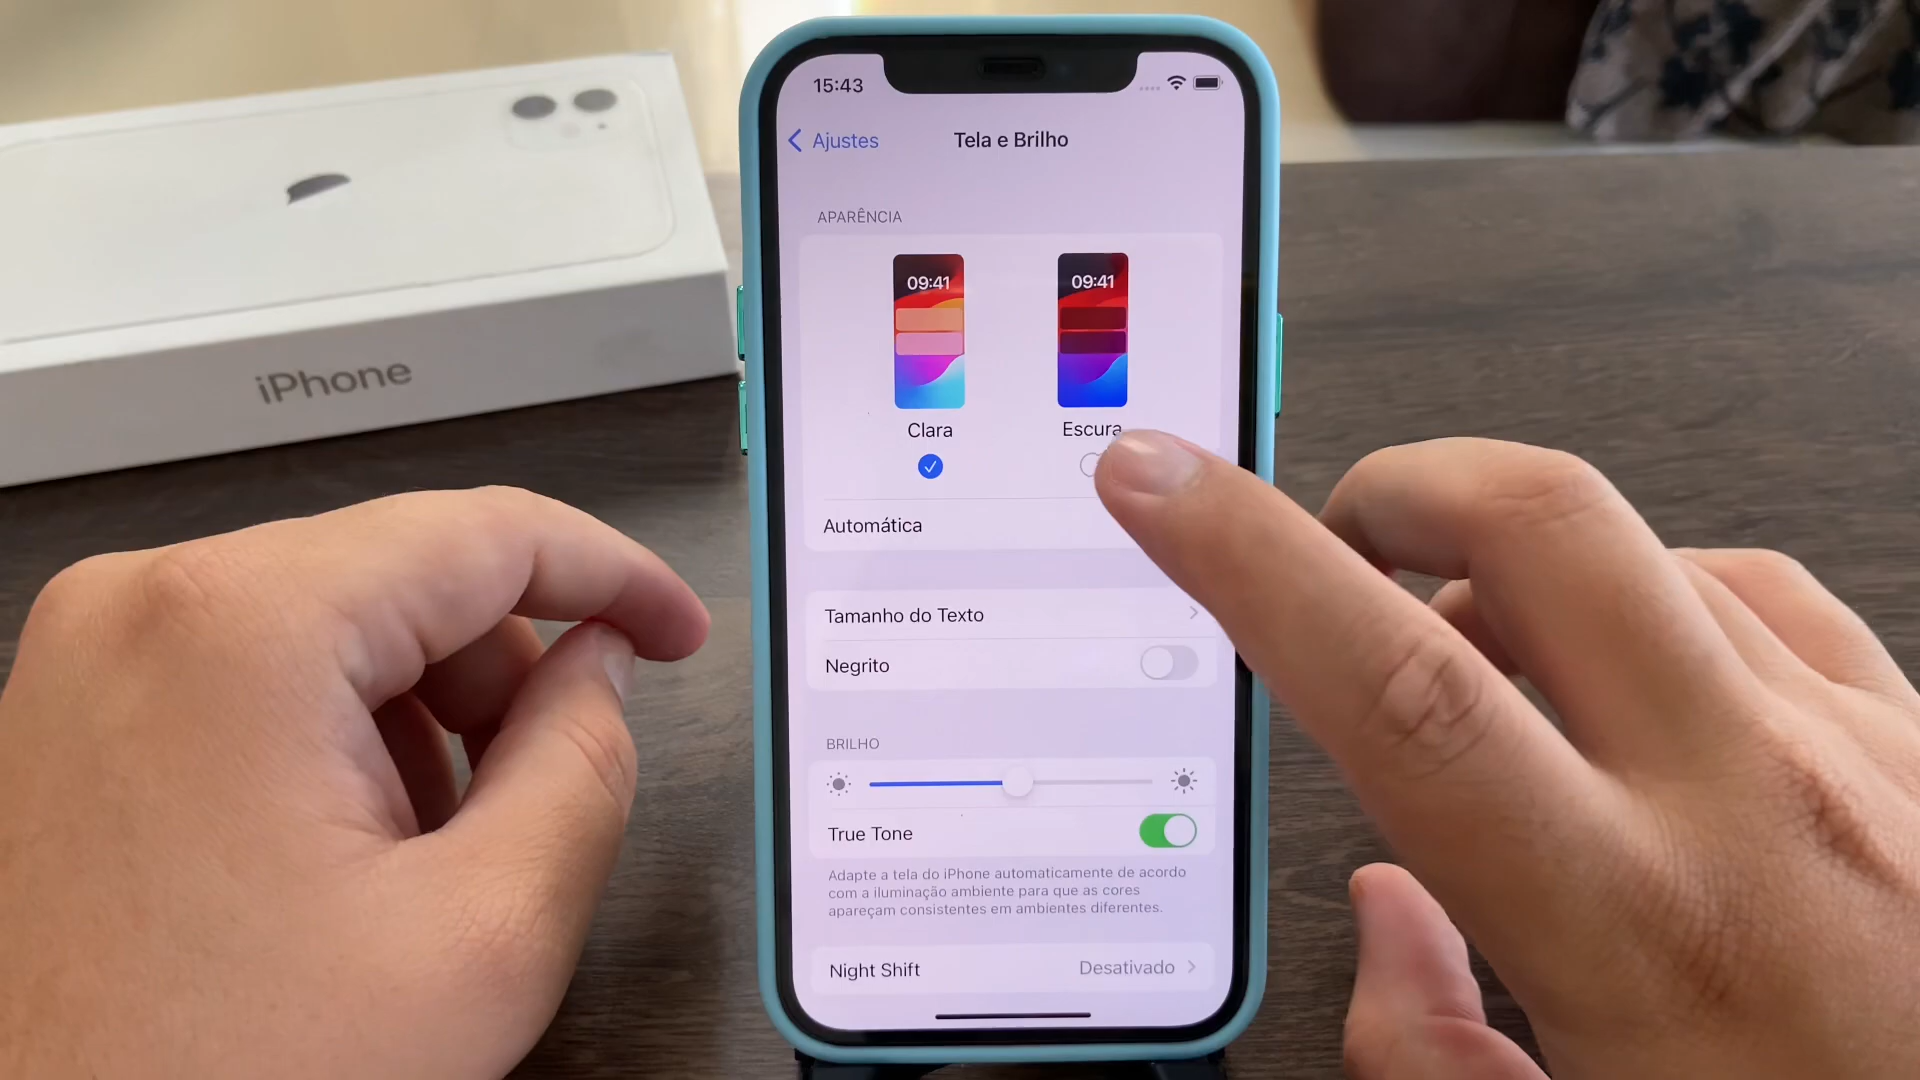 iPhone
15:43
Ajustes
Tela e Brilho
APARÊNCIA
09:41
09:41
Clara
Escura
Automática
Tamanho do Texto
Negrito
BRILHO
True Tone
Adapte a tela do iPhone automaticamente de acordo
com a iluminação ambiente para que as cores
apareçam consistentes em ambientes diferentes.
Night Shift
Desativado